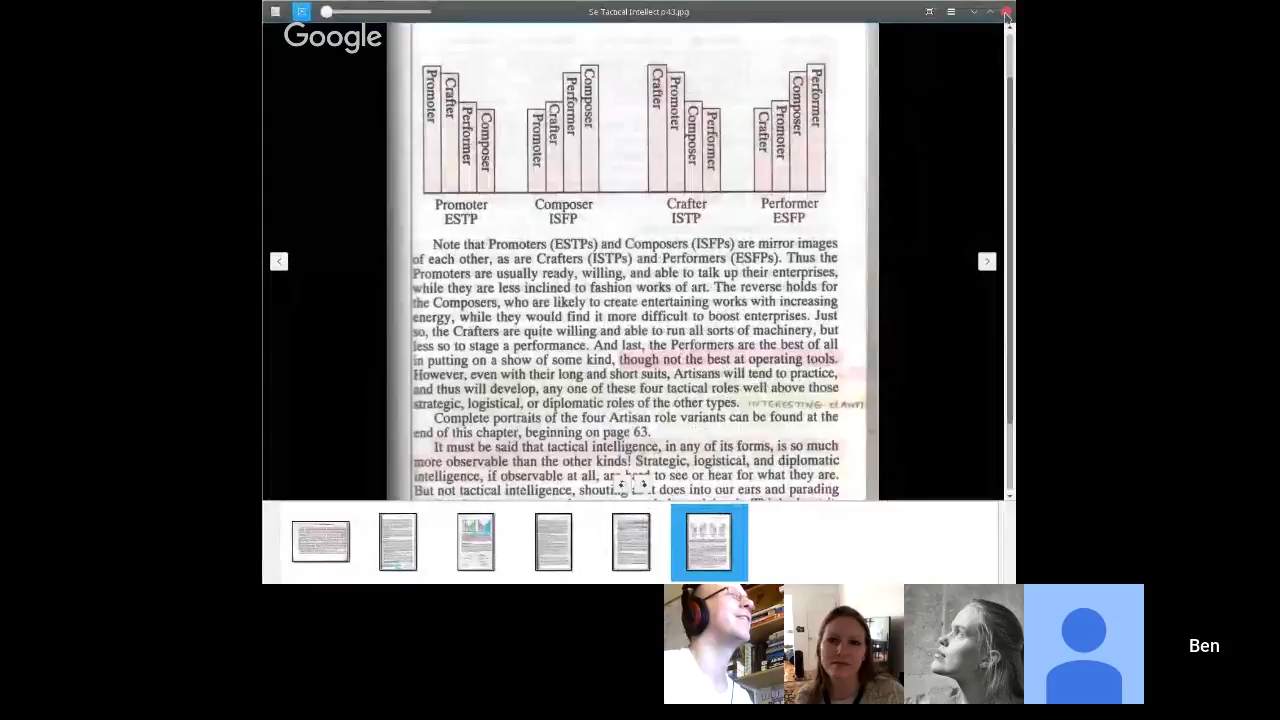 Se Tactical Intellect p43.jpg
Google
Promoter
Crafter
Performer
Composer
Promoter
Crafter
Performer
Composer
Crafter
Promoter
Composer
Performer
Crafter
Promoter
Composer
Performer
Promoter
ESTP
Composer
ISFP
Crafter
ISTP
Performer
ESFP
Note that Promoters (ESTPs) and Composers (ISFPs) are mirror images
of each other, as are Crafters (ISTPs) and Performers (ESFPs). Thus the
Promoters are usually ready, willing, and able to talk up their enterprises,
while they are less inclined to fashion works of art. The reverse holds for
the Composers, who are likely to create entertaining works with increasing
energy, while they would find it more difficult to boost enterprises. Just
so, the Crafters are quite willing and able to run all sorts of machinery, but
less so to stage a performance. And last, the Performers are the best of all
in putting on a show of some kind, though not the best at operating tools.
However, even with their long and short suits, Artisans will tend to practice,
and thus will develop, any one of these four tactical roles well above those
strategic, logistical, or diplomatic roles of the other types. INTERESTING CLAIM
Complete portraits of the four Artisan role variants can be found at the
end of this chapter, beginning on page 63.
It must be said that tactical intelligence, in any of its forms, is so much
more observable than the other kinds! Strategic, logistical, and diplomatic
intelligence, if observable at all, are to see or hear for what they are.
But not tactical intelligence, it does into our ears and parading
Ben